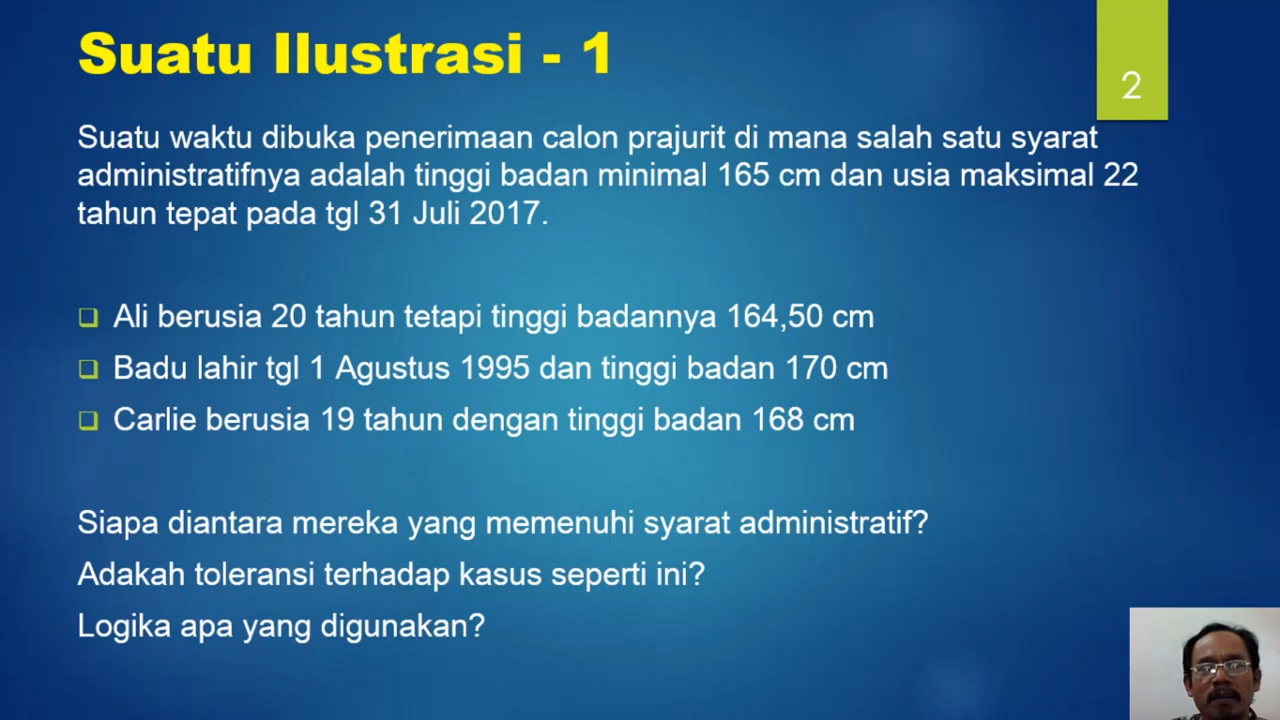 Suatu Ilustrasi - 1
2
Suatu waktu dibuka penerimaan calon prajurit di mana salah satu syarat
administratifnya adalah tinggi badan minimal 165 cm dan usia maksimal 22
tahun tepat pada tgl 31 Juli 2017.
Ali berusia 20 tahun tetapi tinggi badannya 164,50 cm
Badu lahir tgl 1 Agustus 1995 dan tinggi badan 170 cm
Carlie berusia 19 tahun dengan tinggi badan 168 cm
Siapa diantara mereka yang memenuhi syarat administratif?
Adakah toleransi terhadap kasus seperti ini?
Logika apa yang digunakan?